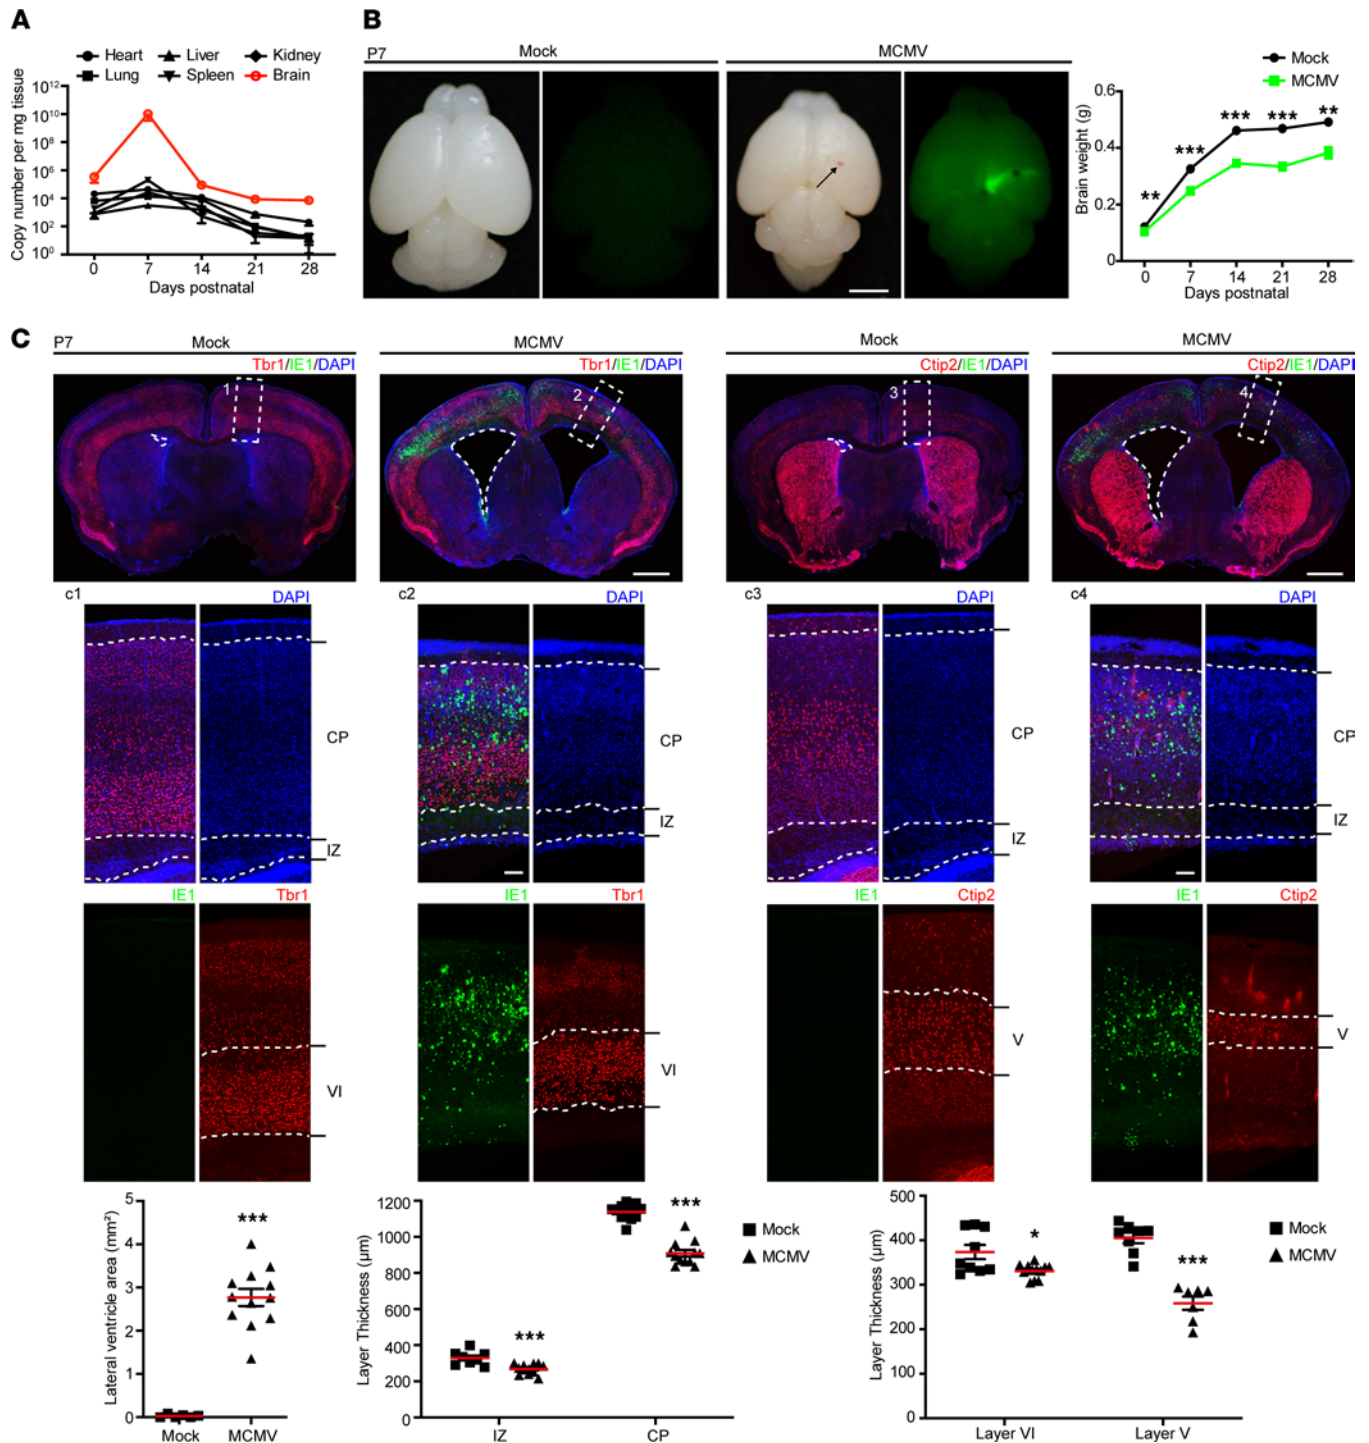 A
Heart Liver Kidney
Lung Spleen Brain
Copy number per mg tissue
10¹²
10¹⁰
10⁸
10⁶
10⁴
10²
10⁰
0 7 14 21 28
Days postnatal
B
P7 Mock MCMV
Mock
MCMV
Brain weight (g)
0.6
0.4
0.2
0
** *** *** *** **
0 7 14 21 28
Days postnatal
C
P7 Mock MCMV Mock MCMV
Tbr1/IE1/DAPI Tbr1/IE1/DAPI Ctip2/IE1/DAPI Ctip2/IE1/DAPI
1 2 3 4
c1 DAPI c2 DAPI c3 DAPI c4 DAPI
CP CP CP CP
IZ IZ IZ IZ
IE1 Tbr1 IE1 Tbr1 IE1 Ctip2 IE1 Ctip2
VI VI V V
Lateral ventricle area (mm²)
5
4
3
2
1
0
***
Mock MCMV
Layer Thickness (µm)
1200
1000
800
600
400
200
0
*** ***
IZ CP
Mock
MCMV
Layer Thickness (µm)
500
400
300
200
100
0
* ***
Layer VI Layer V
Mock
MCMV